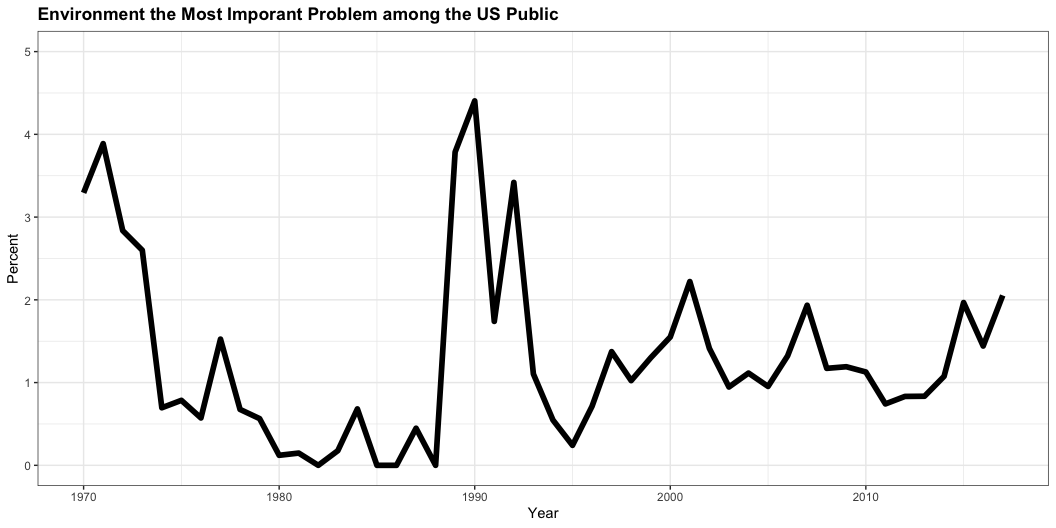 Environment the Most Imporant Problem among the US Public
5
4
3
2
1
0
Percent
1970 1980 1990 2000 2010
Year